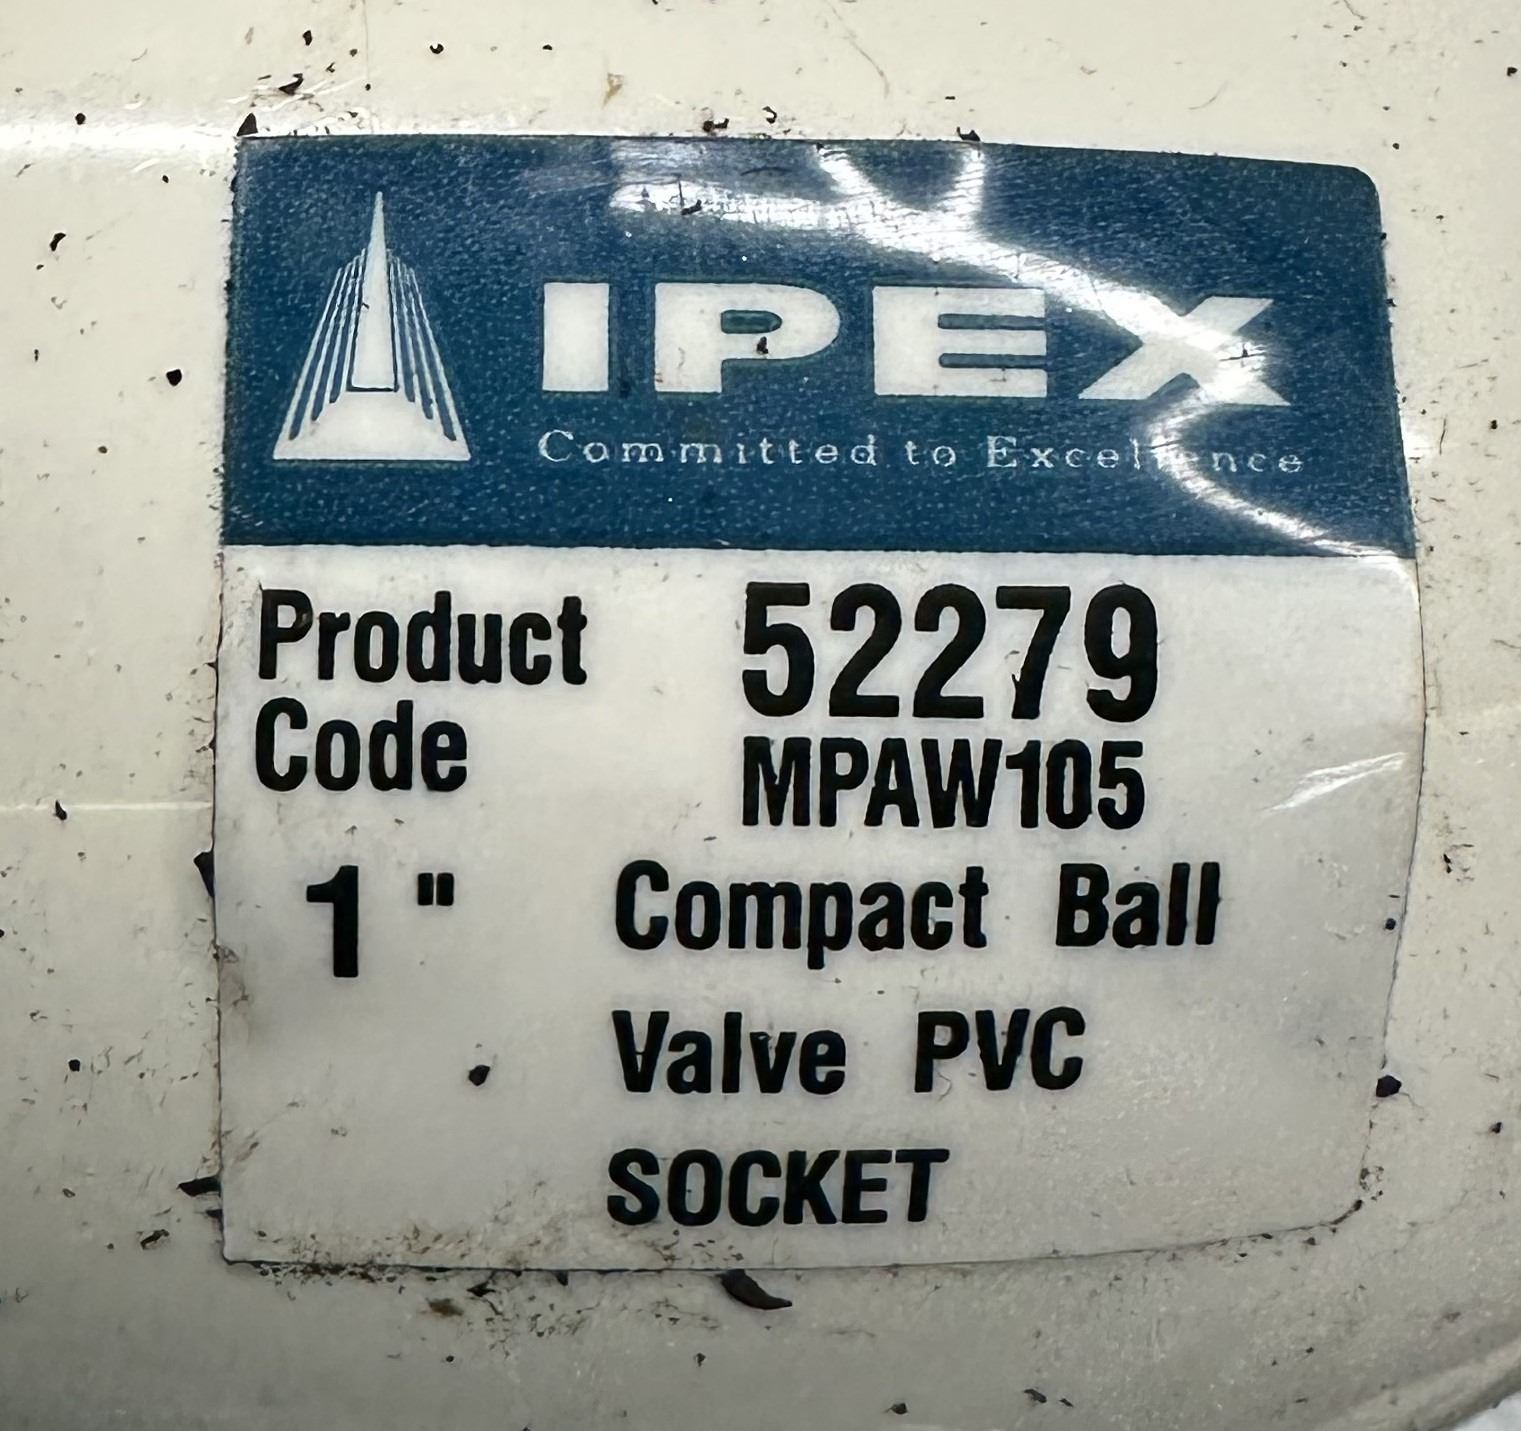 IPEX
Committed to Excellence
Product 52279
Code MPAW105
1 " Compact Ball
Valve PVC
SOCKET